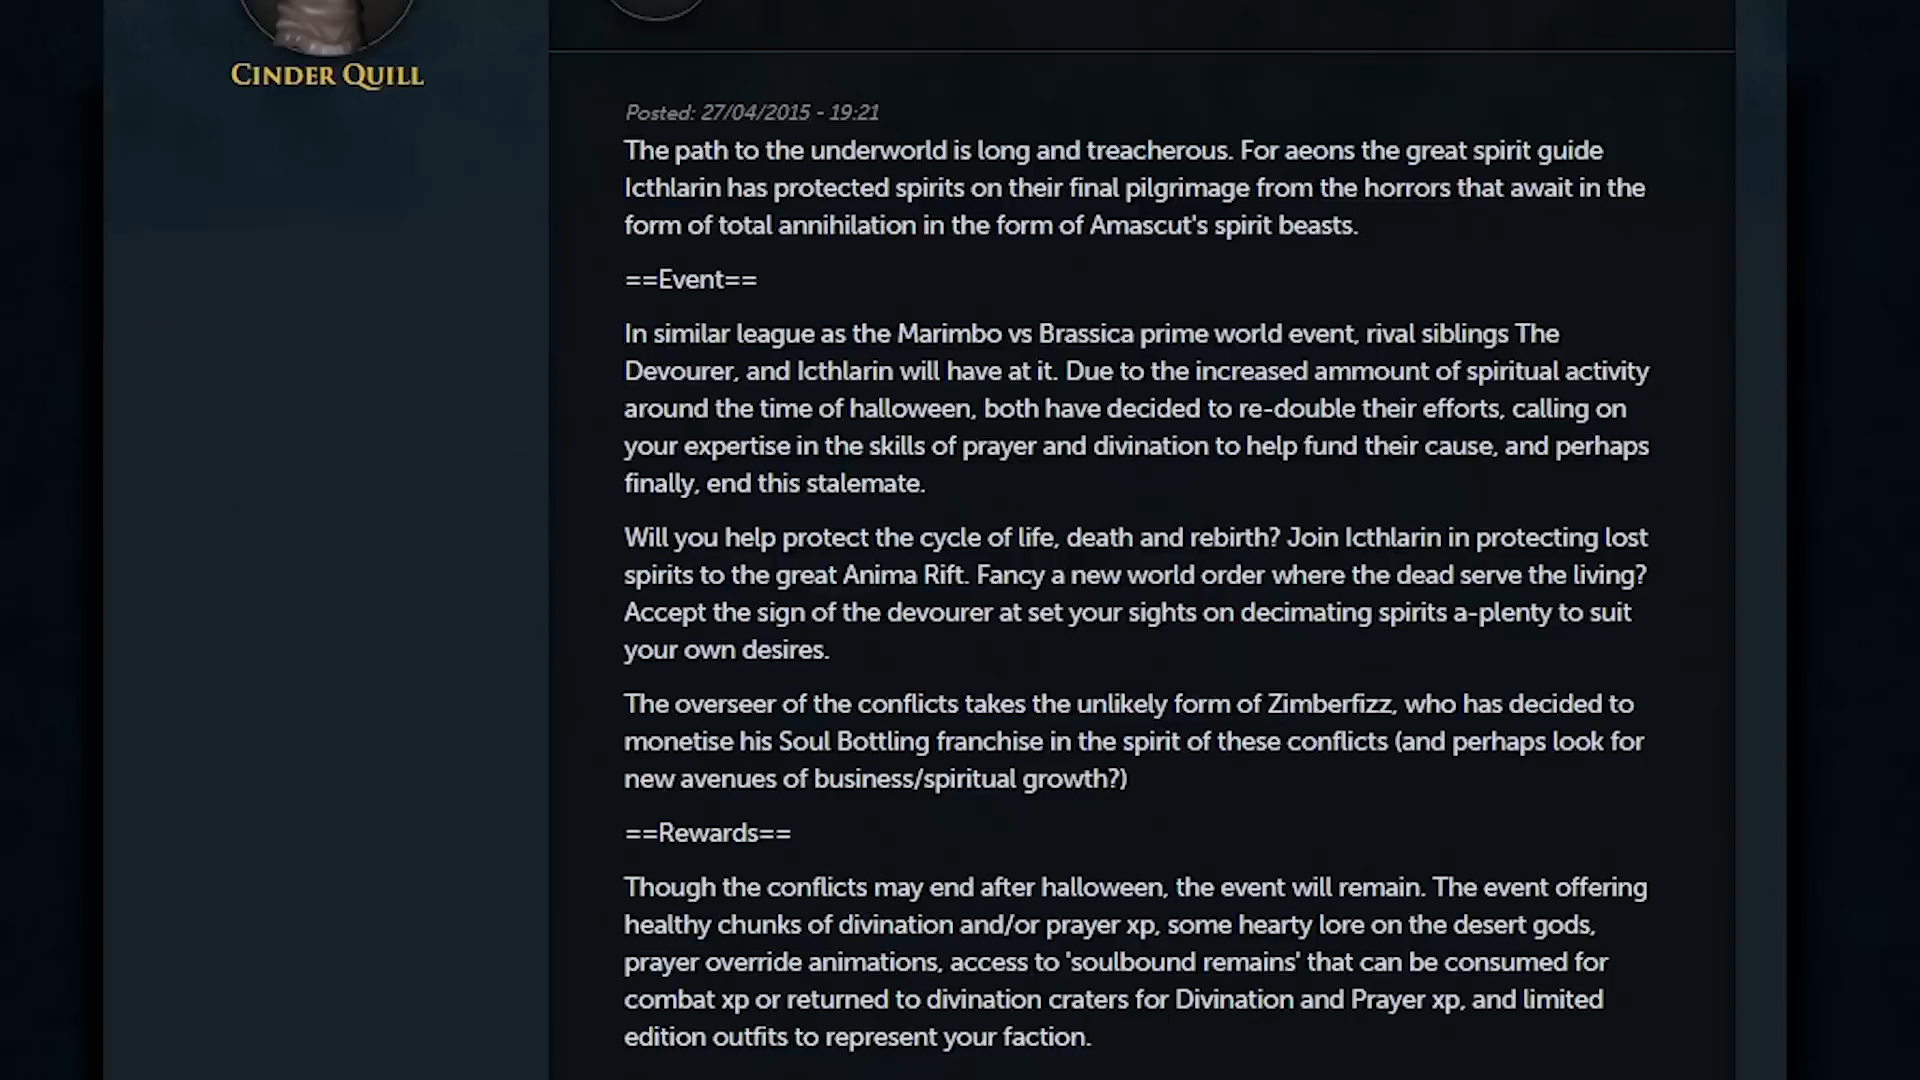 CINDER QUILL
Posted: 27/04/2015 - 19:21
The path to the underworld is long and treacherous. For aeons the great spirit guide
Icthlarin has protected spirits on their final pilgrimage from the horrors that await in the
form of total annihilation in the form of Amascut's spirit beasts.
==Event==
In similar league as the Marimbo vs Brassica prime world event, rival siblings The
Devourer, and Icthlarin will have at it. Due to the increased ammount of spiritual activity
around the time of halloween, both have decided to re-double their efforts, calling on
your expertise in the skills of prayer and divination to help fund their cause, and perhaps
finally, end this stalemate.
Will you help protect the cycle of life, death and rebirth? Join Icthlarin in protecting lost
spirits to the great Anima Rift. Fancy a new world order where the dead serve the living?
Accept the sign of the devourer at set your sights on decimating spirits a-plenty to suit
your own desires.
The overseer of the conflicts takes the unlikely form of Zimberfizz, who has decided to
monetise his Soul Bottling franchise in the spirit of these conflicts (and perhaps look for
new avenues of business/spiritual growth?)
==Rewards==
Though the conflicts may end after halloween, the event will remain. The event offering
healthy chunks of divination and/or prayer xp, some hearty lore on the desert gods,
prayer override animations, access to 'soulbound remains' that can be consumed for
combat xp or returned to divination craters for Divination and Prayer xp, and limited
edition outfits to represent your faction.